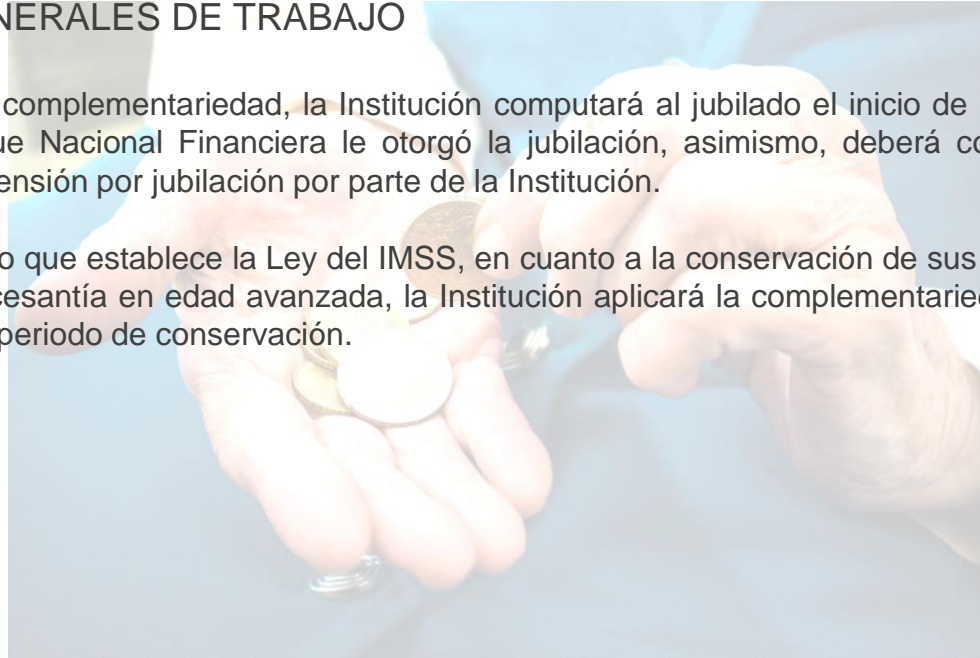 NERALES DE TRABAJO
complementariedad, la Institución computará al jubilado el inicio de
ue Nacional Financiera le otorgó la jubilación, asimismo, deberá co
ensión por jubilación por parte de la Institución.
o que establece la Ley del IMSS, en cuanto a la conservación de sus
cesantía en edad avanzada, la Institución aplicará la complementaried
periodo de conservación.